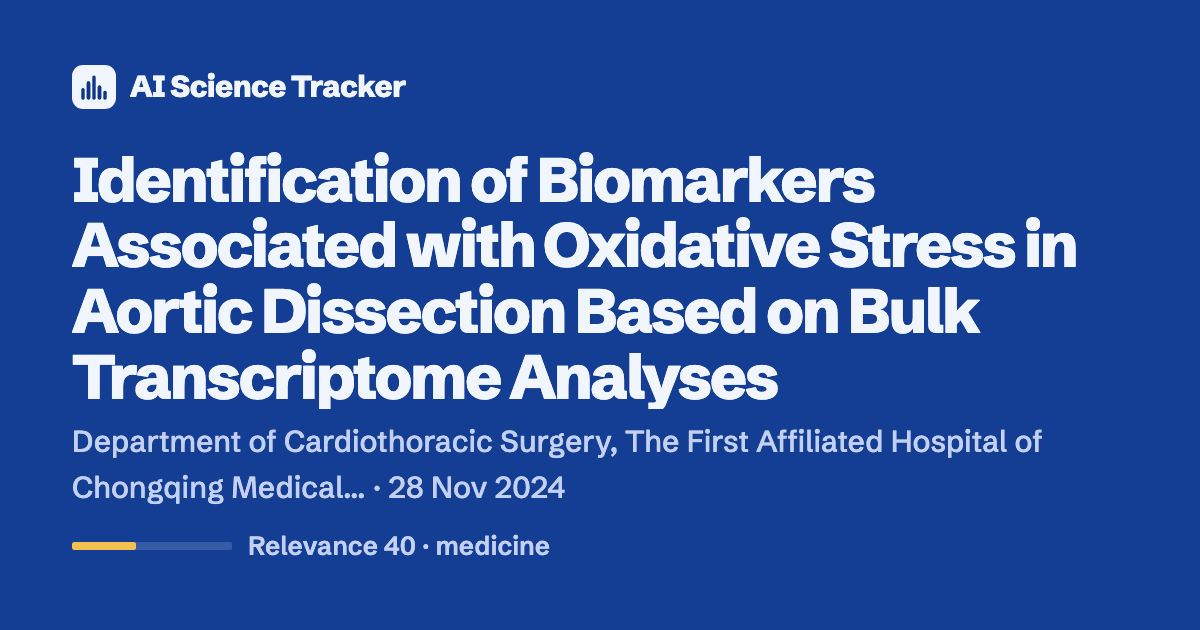 AI Science Tracker
Identification of Biomarkers
Associated with Oxidative Stress in
Aortic Dissection Based on Bulk
Transcriptome Analyses
Department of Cardiothoracic Surgery, The First Affiliated Hospital of
Chongqing Medical... · 28 Nov 2024
Relevance 40 · medicine